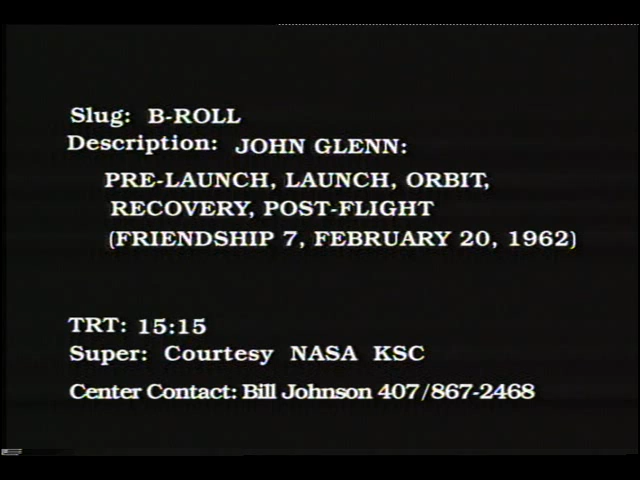 Slug: B-ROLL
Description: JOHN GLENN:
PRE-LAUNCH, LAUNCH, ORBIT,
RECOVERY, POST-FLIGHT
(FRIENDSHIP 7, FEBRUARY 20, 1962)
TRT: 15:15
Super: Courtesy NASA KSC
Center Contact: Bill Johnson 407/867-2468